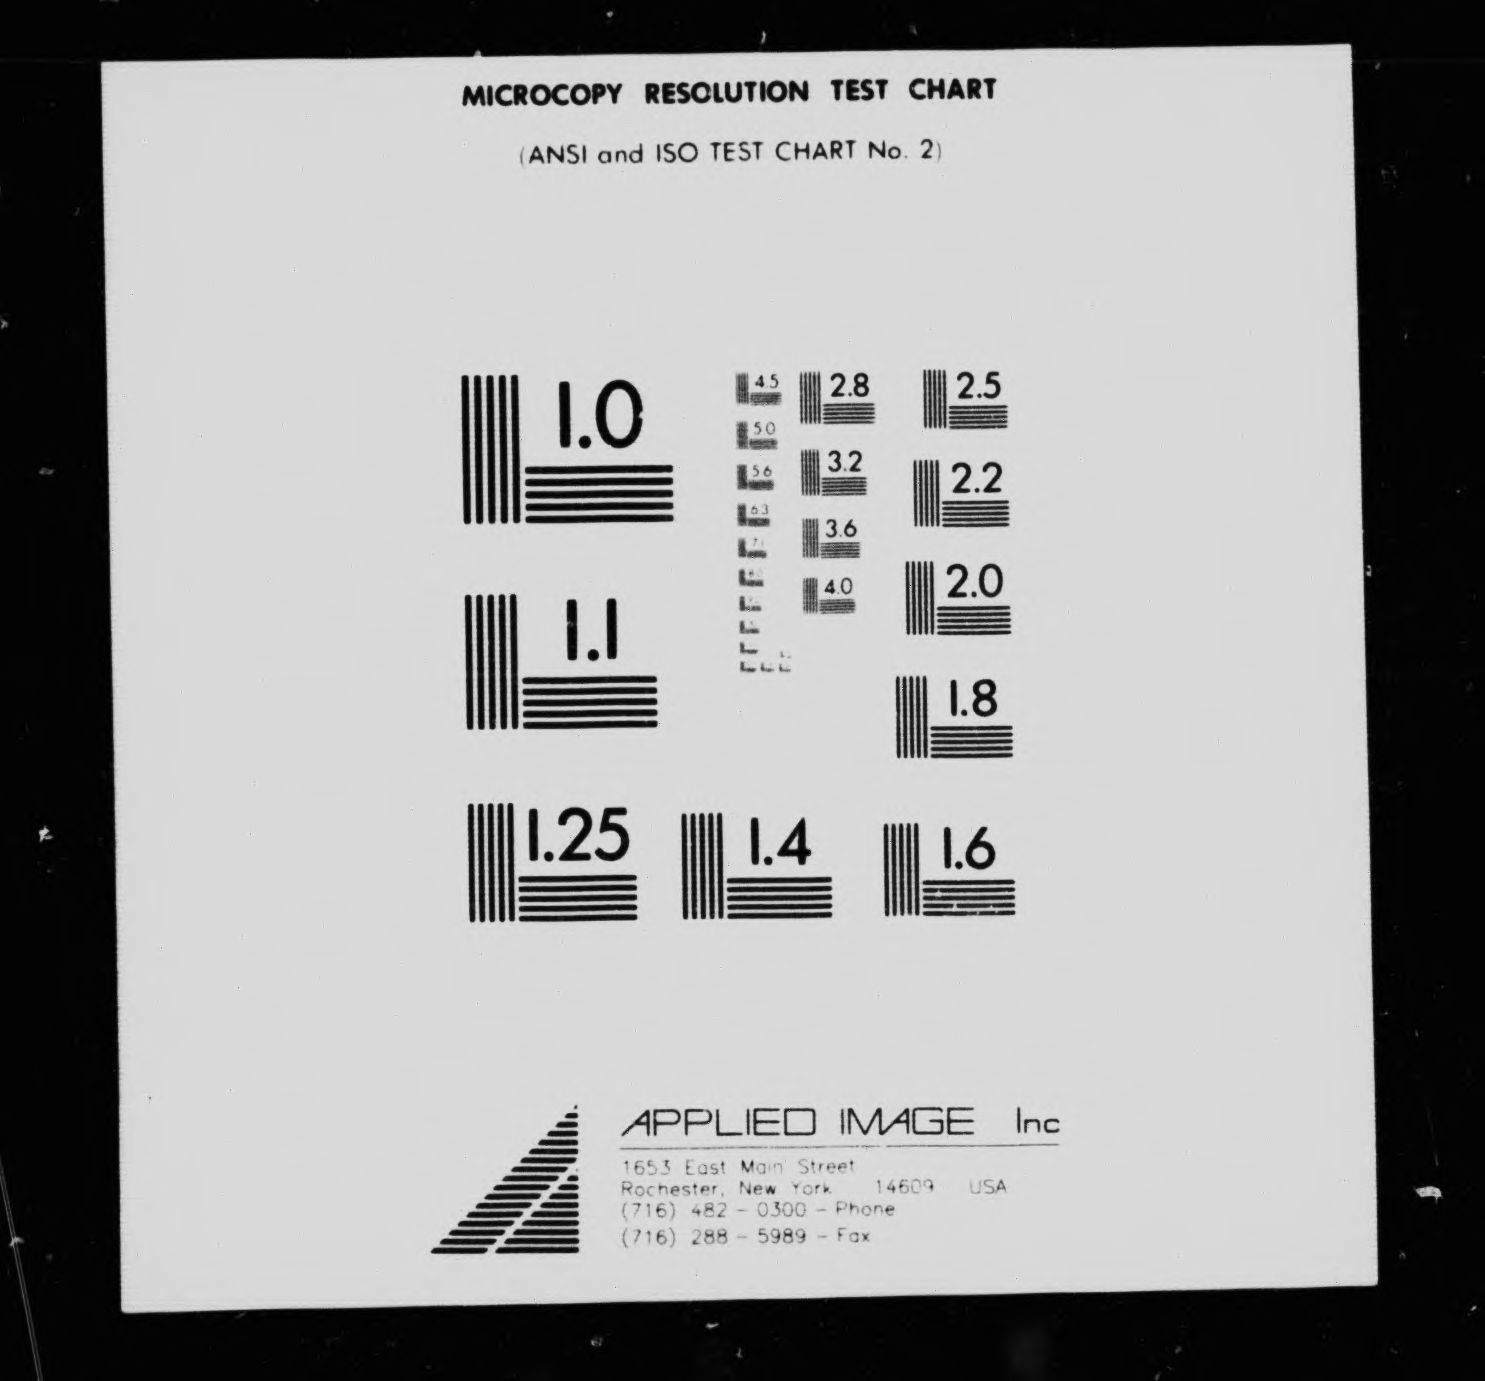 MICROCOPY RESOLUTION TEST CHART
(ANSI and ISO TEST CHART No. 2)
1.0
1.1
1.25
1.4
1.6
1.8
2.0
2.2
2.5
2.8
3.2
3.6
4.0
4.5
5.0
5.6
6.3
7.1
APPLIED IMAGE Inc
1653 East Main Street
Rochester, New York 14609 USA
(716) 482 - 0300 - Phone
(716) 288 - 5989 - Fax